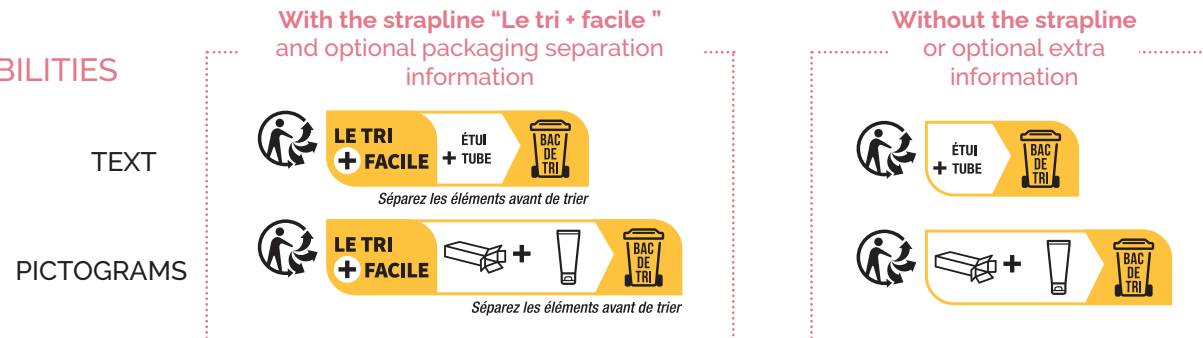 With the strapline “Le tri + facile ”
and optional packaging separation
information
Without the strapline
or optional extra
information
BILITIES
TEXT
LE TRI
+ FACILE
ÉTUI
+ TUBE
BAC
DE
TRI
Séparez les éléments avant de trier
ÉTUI
+ TUBE
BAC
DE
TRI
PICTOGRAMS
LE TRI
+ FACILE
+
BAC
DE
TRI
Séparez les éléments avant de trier
+
BAC
DE
TRI